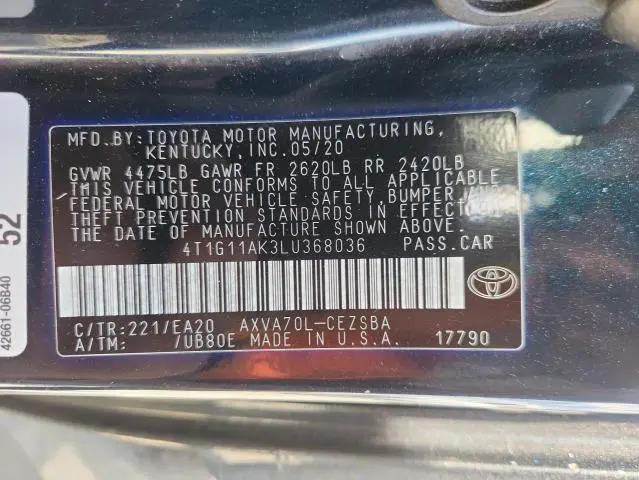 MFD.BY:TOYOTA MOTOR MANUFACTURING,
KENTUCKY, INC.05/20
GVWR 4475LB GAWR FR 2620LB RR 2420LB
THIS VEHICLE CONFORMS TO ALL APPLICABLE
FEDERAL MOTOR VEHICLE SAFETY,BUMPER AND
THEFT PREVENTION STANDARDS IN EFFECT ON
THE DATE OF MANUFACTURE SHOWN ABOVE.
4T1G11AK3LU368036 PASS.CAR
C/TR:221/EA20 AXVA70L-CEZSBA
A/TM: /UB80E MADE IN U.S.A. 17790
TOYOTA
42661-06B40
52